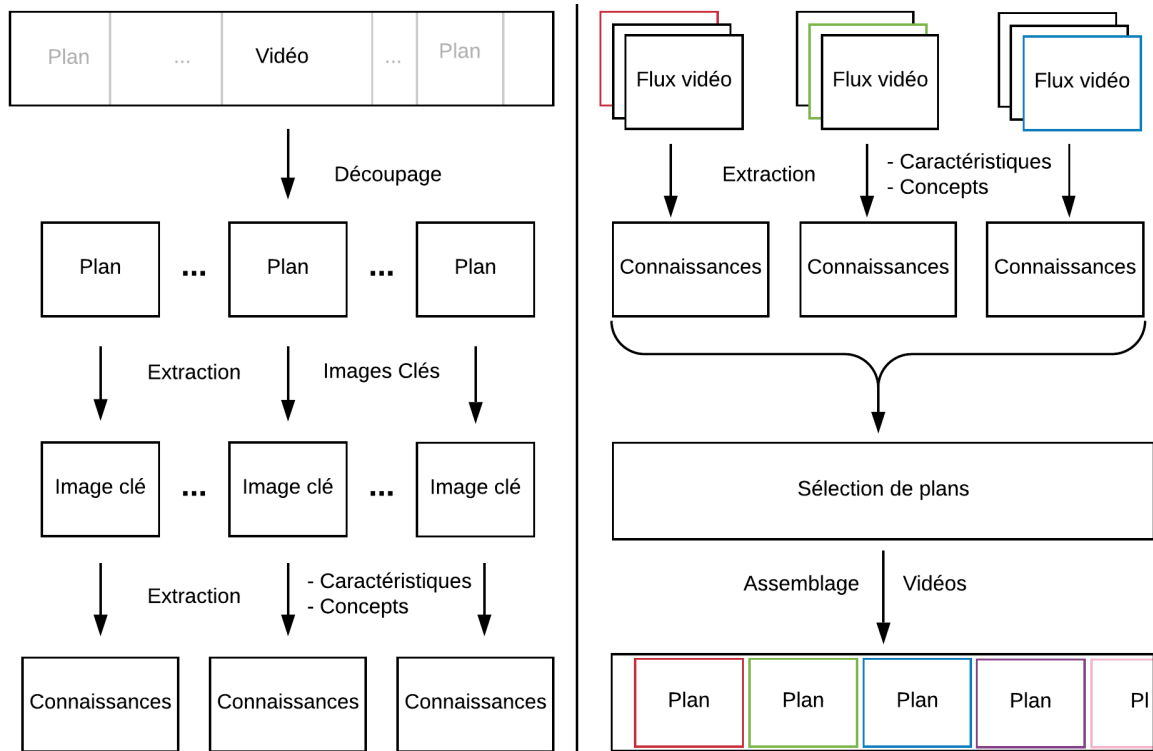 Plan
...
Vidéo
...
Plan
Découpage
Plan
...
Plan
...
Plan
Extraction
Images Clés
Image clé
...
Image clé
...
Image clé
Extraction
- Caractéristiques
- Concepts
Connaissances
Connaissances
Connaissances
Flux vidéo
Flux vidéo
Flux vidéo
Extraction
- Caractéristiques
- Concepts
Connaissances
Connaissances
Connaissances
Sélection de plans
Assemblage
Vidéos
Plan
Plan
Plan
Plan
Pl